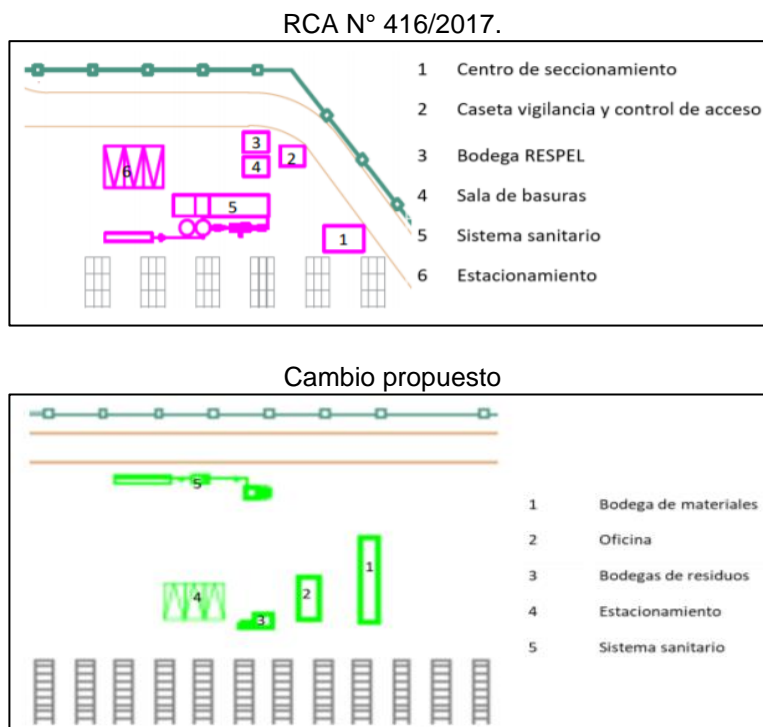 RCA N° 416/2017.
1 Centro de seccionamiento
2 Caseta vigilancia y control de acceso
3 Bodega RESPEL
4 Sala de basuras
5 Sistema sanitario
6 Estacionamiento
3
2
4
6
5
1
Cambio propuesto
1 Bodega de materiales
2 Oficina
3 Bodegas de residuos
4 Estacionamiento
5 Sistema sanitario
5
1
2
4
3